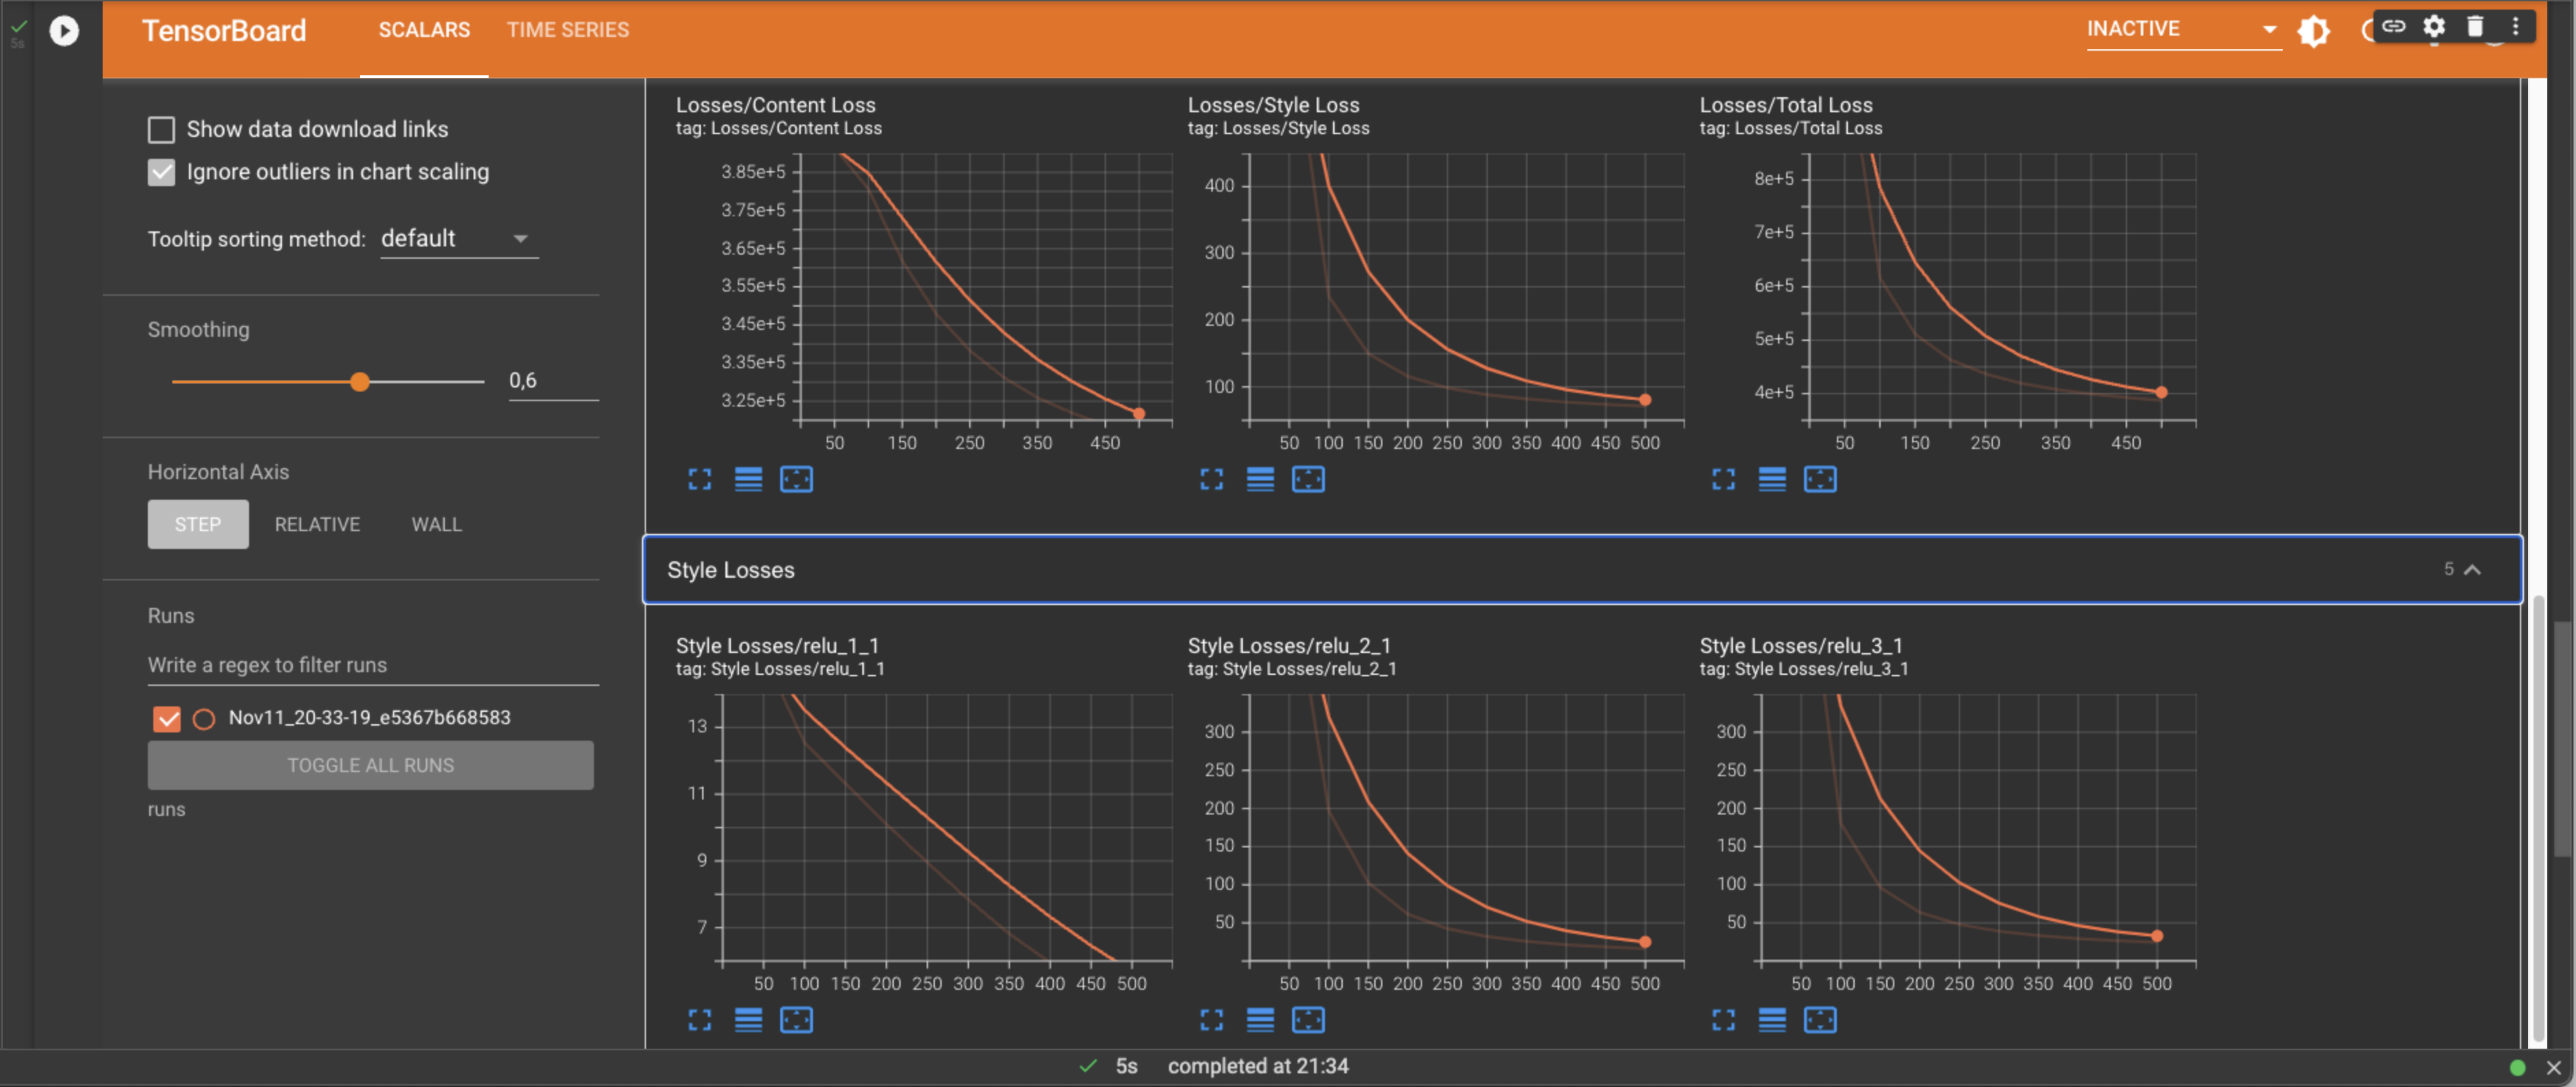 TensorBoard
SCALARS
TIME SERIES
INACTIVE
5s
Show data download links
Ignore outliers in chart scaling
Tooltip sorting method: default
Smoothing
0,6
Horizontal Axis
STEP RELATIVE WALL
Runs
Write a regex to filter runs
Nov11_20-33-19_e5367b668583
TOGGLE ALL RUNS
runs
Losses/Content Loss
tag: Losses/Content Loss
3.85e+5
3.75e+5
3.65e+5
3.55e+5
3.45e+5
3.35e+5
3.25e+5
50 150 250 350 450
Losses/Style Loss
tag: Losses/Style Loss
400
300
200
100
50 100 150 200 250 300 350 400 450 500
Losses/Total Loss
tag: Losses/Total Loss
8e+5
7e+5
6e+5
5e+5
4e+5
50 150 250 350 450
Style Losses
5
Style Losses/relu_1_1
tag: Style Losses/relu_1_1
13
11
9
7
50 100 150 200 250 300 350 400 450 500
Style Losses/relu_2_1
tag: Style Losses/relu_2_1
300
250
200
150
100
50
50 100 150 200 250 300 350 400 450 500
Style Losses/relu_3_1
tag: Style Losses/relu_3_1
300
250
200
150
100
50
50 100 150 200 250 300 350 400 450 500
5s completed at 21:34